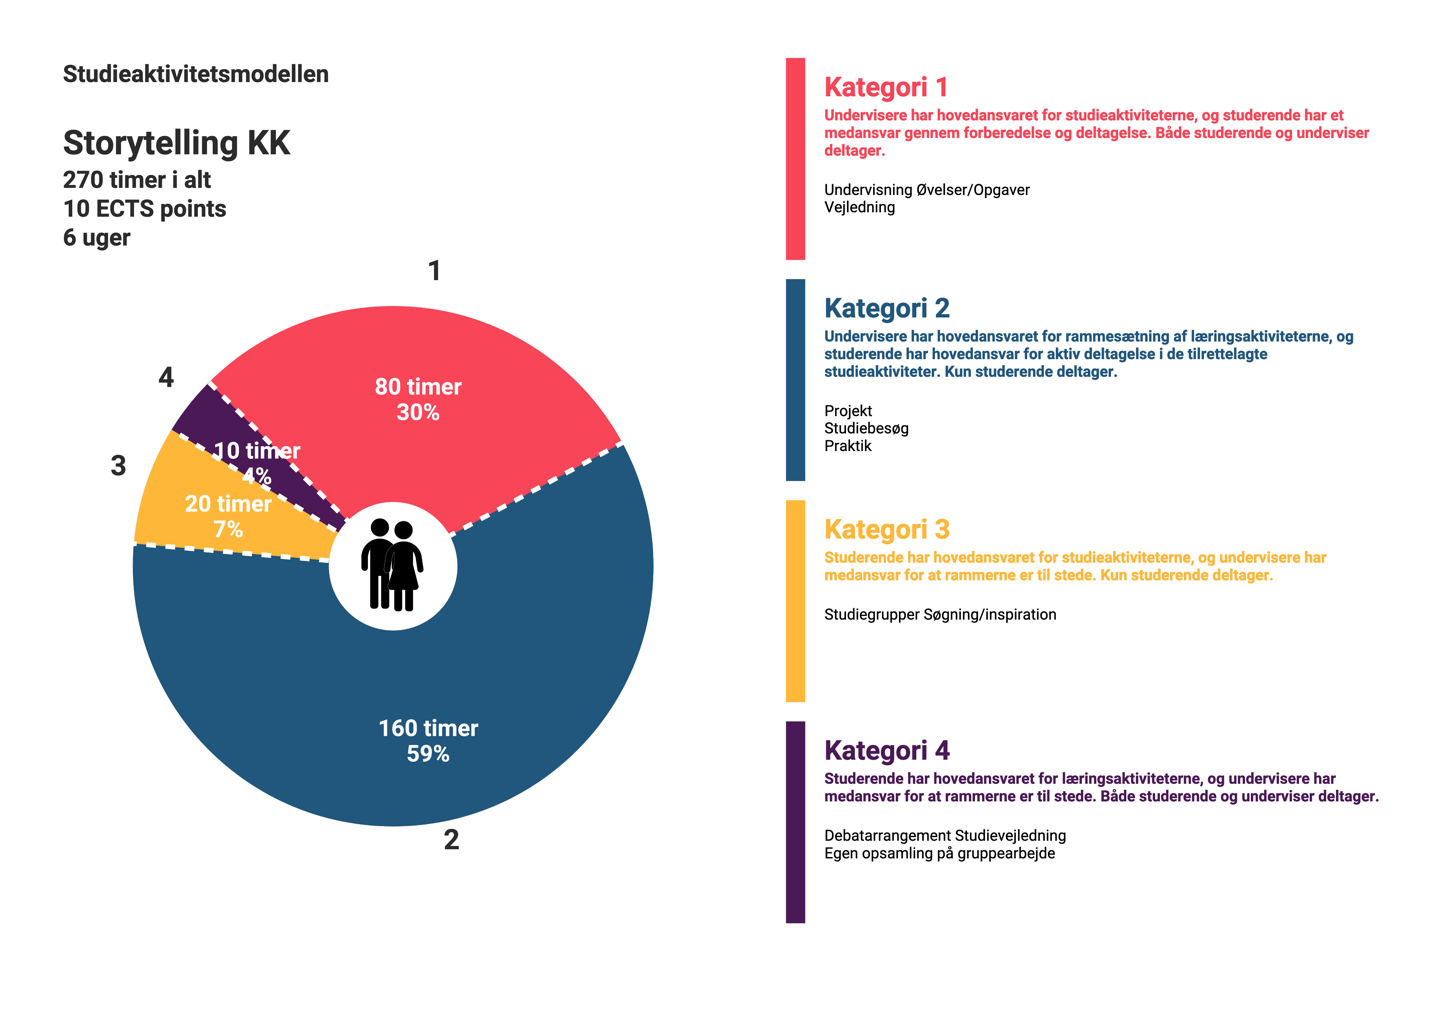 Studieaktivitetsmodellen
Storytelling KK
270 timer i alt
10 ECTS points
6 uger
1
4
80 timer
30%
10 timer
4%
3
20 timer
7%
160 timer
59%
2
Kategori 1
Undervisere har hovedansvaret for studieaktiviteterne, og studerende har et
medansvar gennem forberedelse og deltagelse. Både studerende og underviser
deltager.
Undervisning Øvelser/Opgaver
Vejledning
Kategori 2
Undervisere har hovedansvaret for rammesætning af læringsaktiviteterne, og
studerende har hovedansvar for aktiv deltagelse i de tilrettelagte
studieaktiviteter. Kun studerende deltager.
Projekt
Studiebesøg
Praktik
Kategori 3
Studerende har hovedansvaret for studieaktiviteterne, og undervisere har
medansvar for at rammerne er til stede. Kun studerende deltager.
Studiegrupper Søgning/inspiration
Kategori 4
Studerende har hovedansvaret for læringsaktiviteterne, og undervisere har
medansvar for at rammerne er til stede. Både studerende og underviser deltager.
Debatarrangement Studievejledning
Egen opsamling på gruppearbejde